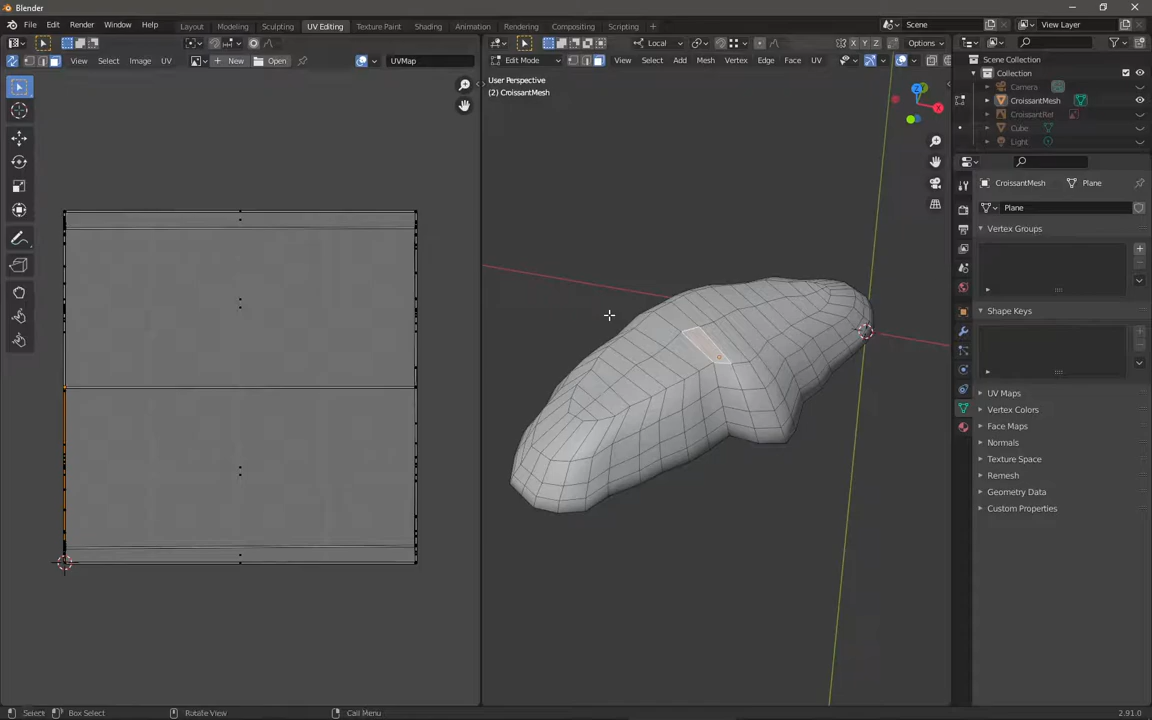 Blender
File Edit Render Window Help
Layout Modeling Sculpting UV Editing Texture Paint Shading Animation Rendering Compositing Scripting +
Scene
View Layer
Local
X Y Z
Options
View Select Image UV
New
Open
UVMap
Edit Mode
View Select Add Mesh Vertex Edge Face UV
User Perspective
(2) CroissantMesh
Z
X
Scene Collection
Collection
Camera
CroissantMesh
CroissantRef
Cube
Light
CroissantMesh
Plane
Plane
Vertex Groups
Shape Keys
UV Maps
Vertex Colors
Face Maps
Normals
Texture Space
Remesh
Geometry Data
Custom Properties
Select
Box Select
Rotate View
Call Menu
2.91.0